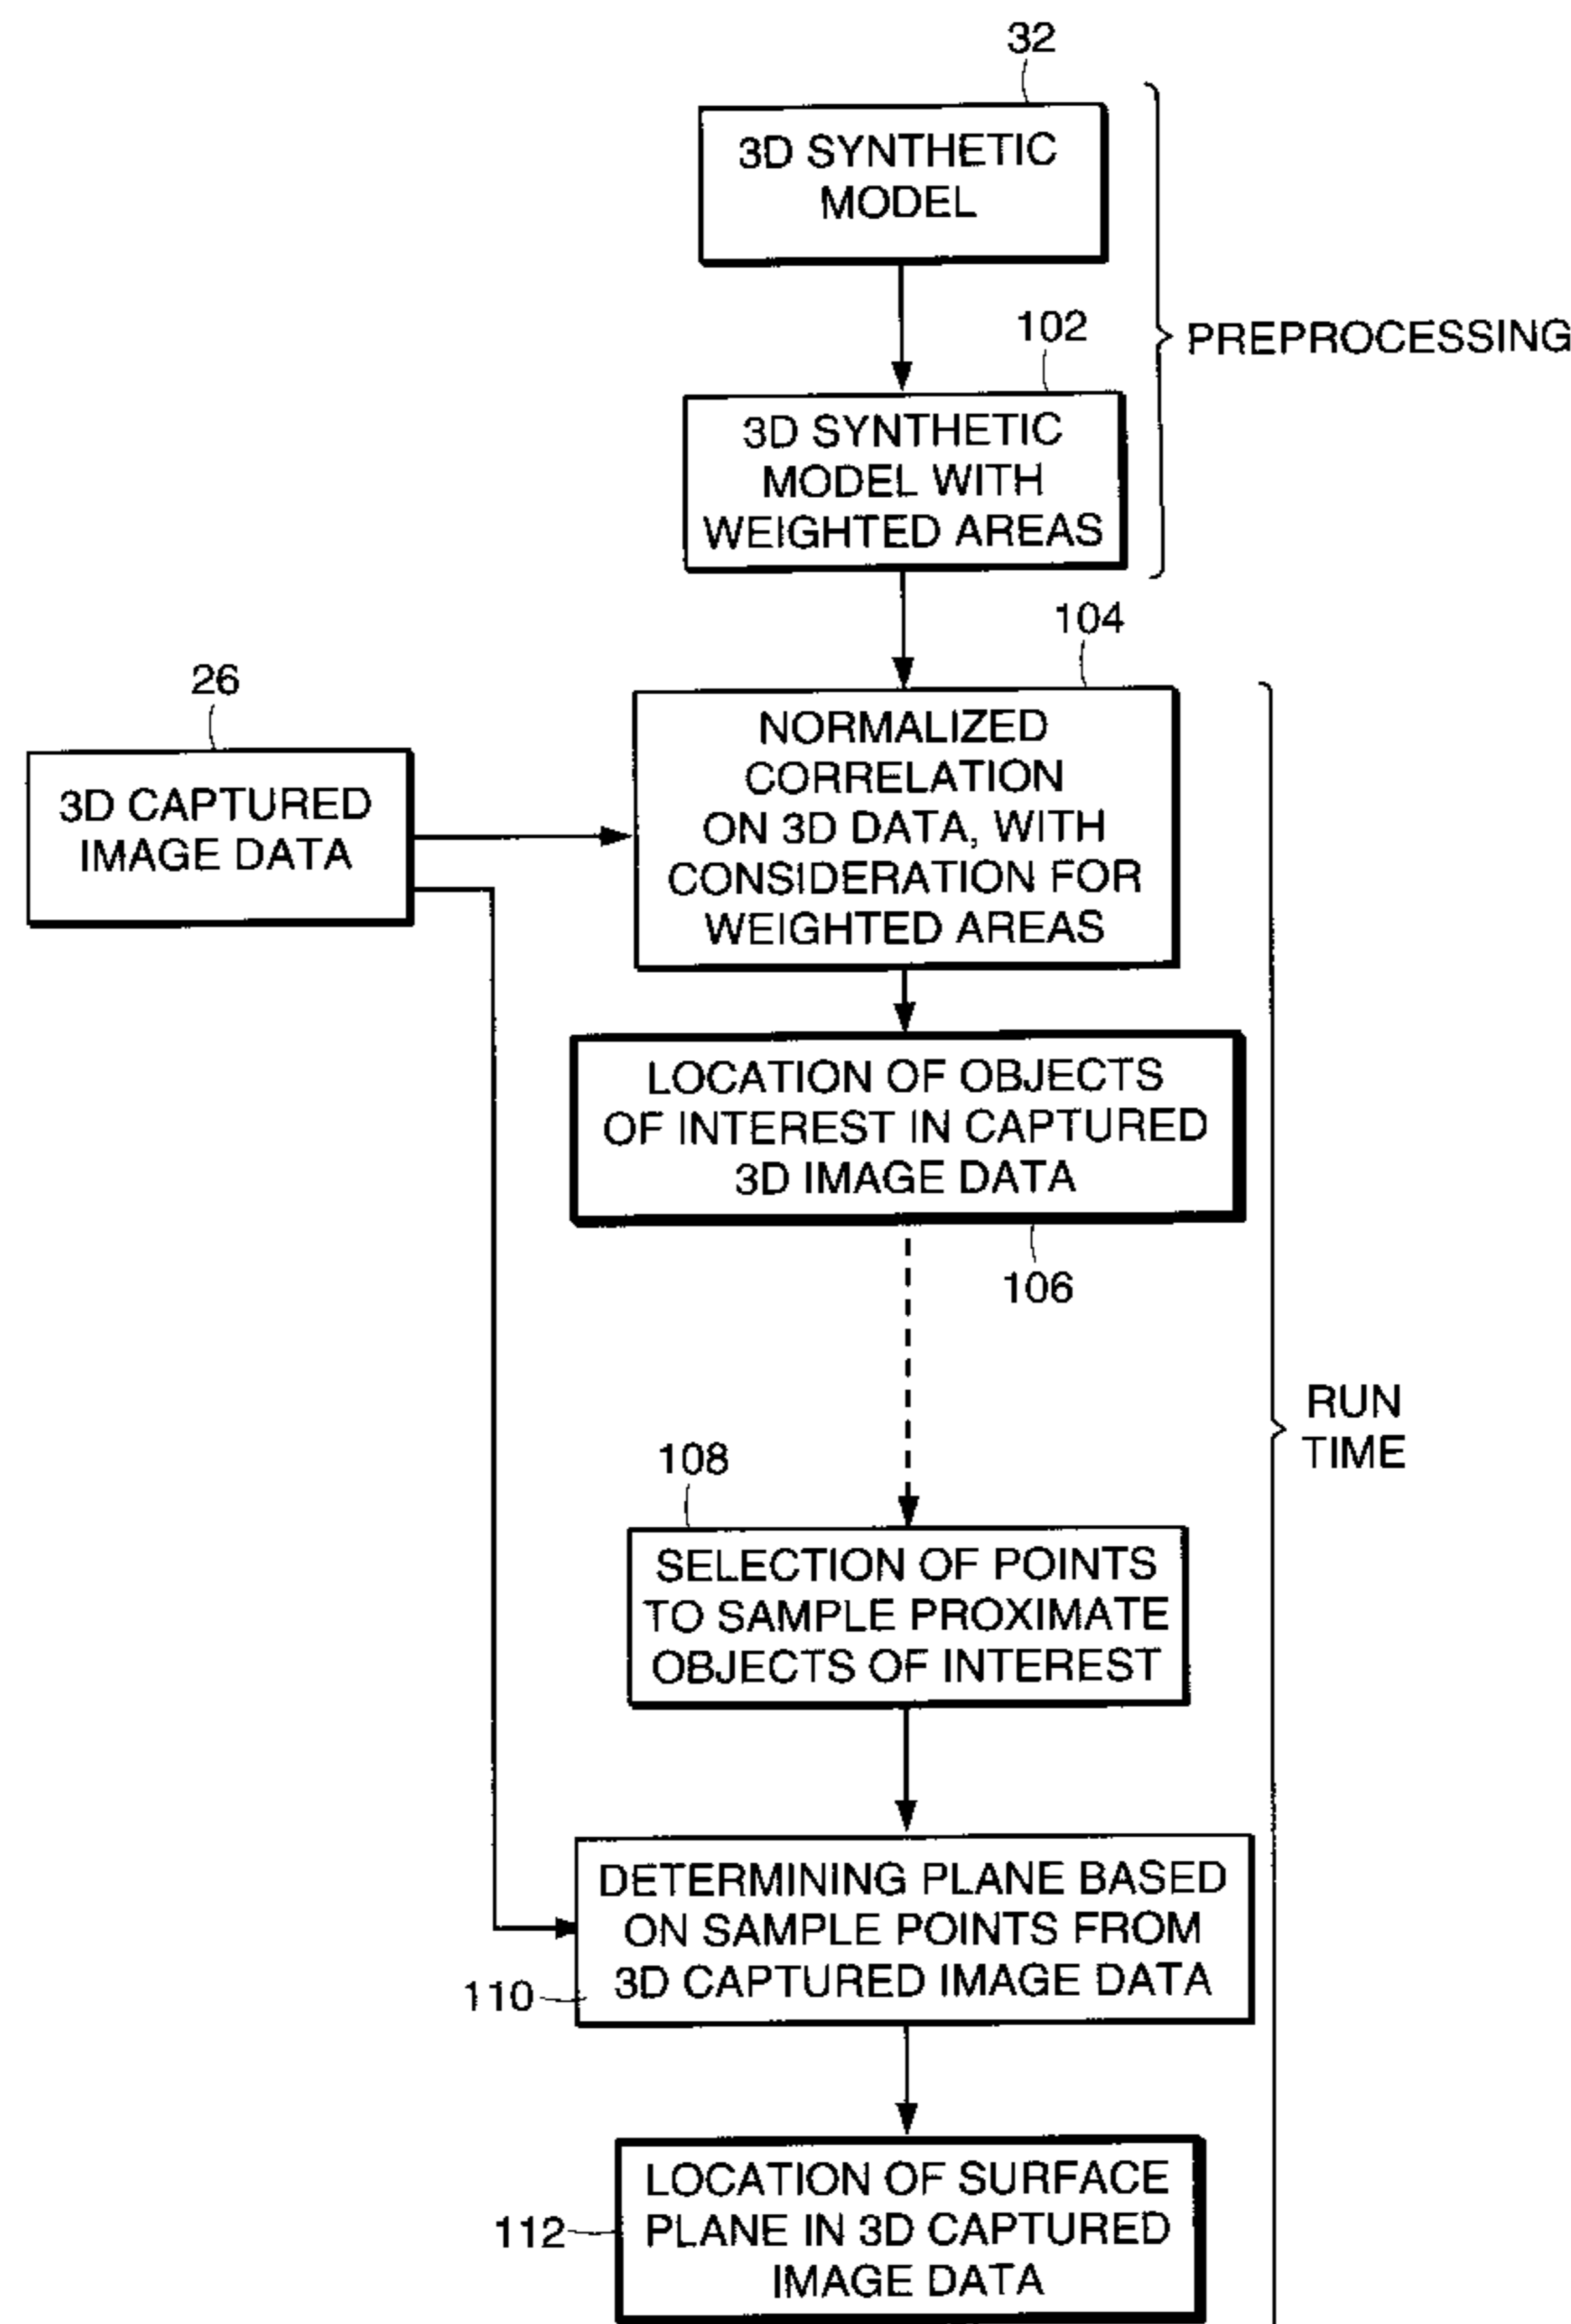 32
3D SYNTHETIC
MODEL
PREPROCESSING
102
3D SYNTHETIC
MODEL WITH
WEIGHTED AREAS
104
26
3D CAPTURED
IMAGE DATA
NORMALIZED
CORRELATION
ON 3D DATA, WITH
CONSIDERATION FOR
WEIGHTED AREAS
LOCATION OF OBJECTS
OF INTEREST IN CAPTURED
3D IMAGE DATA
106
RUN
TIME
108
SELECTION OF POINTS
TO SAMPLE PROXIMATE
OBJECTS OF INTEREST
DETERMINING PLANE BASED
ON SAMPLE POINTS FROM
3D CAPTURED IMAGE DATA
110
LOCATION OF SURFACE
PLANE IN 3D CAPTURED
IMAGE DATA
112